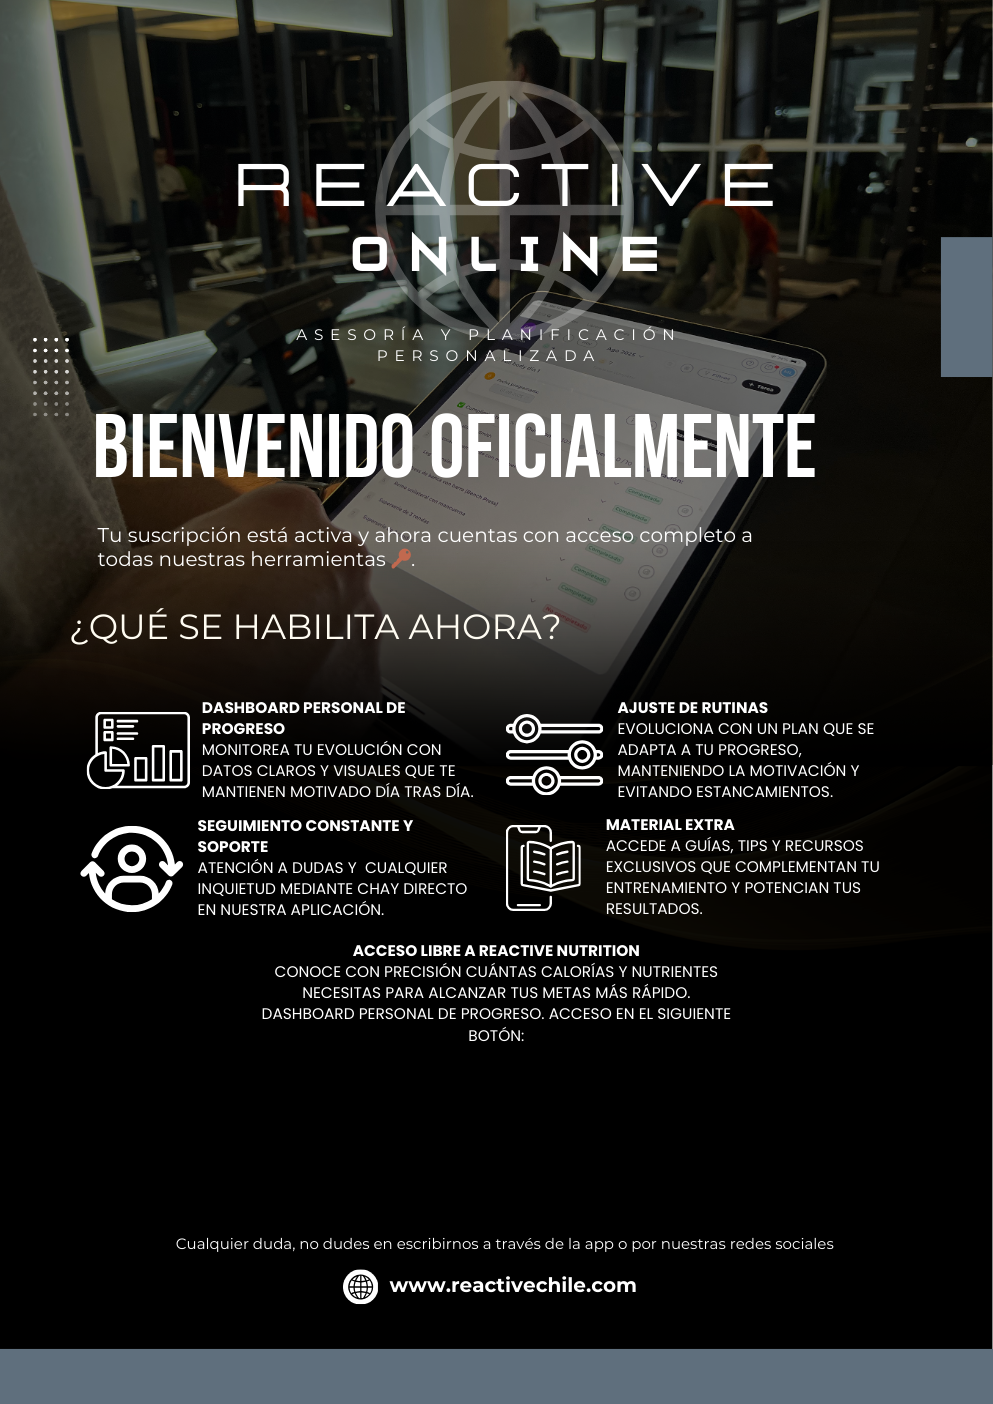 REACTIVE
ONLINE
ASESORÍA Y PLANIFICACIÓN
PERSONALIZADA
BIENVENIDO OFICIALMENTE
Tu suscripción está activa y ahora cuentas con acceso completo a
todas nuestras herramientas 🔑.
¿QUÉ SE HABILITA AHORA?
DASHBOARD PERSONAL DE
PROGRESO
MONITOREA TU EVOLUCIÓN CON
DATOS CLAROS Y VISUALES QUE TE
MANTIENEN MOTIVADO DÍA TRAS DÍA.
AJUSTE DE RUTINAS
EVOLUCIONA CON UN PLAN QUE SE
ADAPTA A TU PROGRESO,
MANTENIENDO LA MOTIVACIÓN Y
EVITANDO ESTANCAMIENTOS.
SEGUIMIENTO CONSTANTE Y
SOPORTE
ATENCIÓN A DUDAS Y  CUALQUIER
INQUIETUD MEDIANTE CHAY DIRECTO
EN NUESTRA APLICACIÓN.
MATERIAL EXTRA
ACCEDE A GUÍAS, TIPS Y RECURSOS
EXCLUSIVOS QUE COMPLEMENTAN TU
ENTRENAMIENTO Y POTENCIAN TUS
RESULTADOS.
ACCESO LIBRE A REACTIVE NUTRITION
CONOCE CON PRECISIÓN CUÁNTAS CALORÍAS Y NUTRIENTES
NECESITAS PARA ALCANZAR TUS METAS MÁS RÁPIDO.
DASHBOARD PERSONAL DE PROGRESO. ACCESO EN EL SIGUIENTE
BOTÓN:
Cualquier duda, no dudes en escribirnos a través de la app o por nuestras redes sociales
www.reactivechile.com